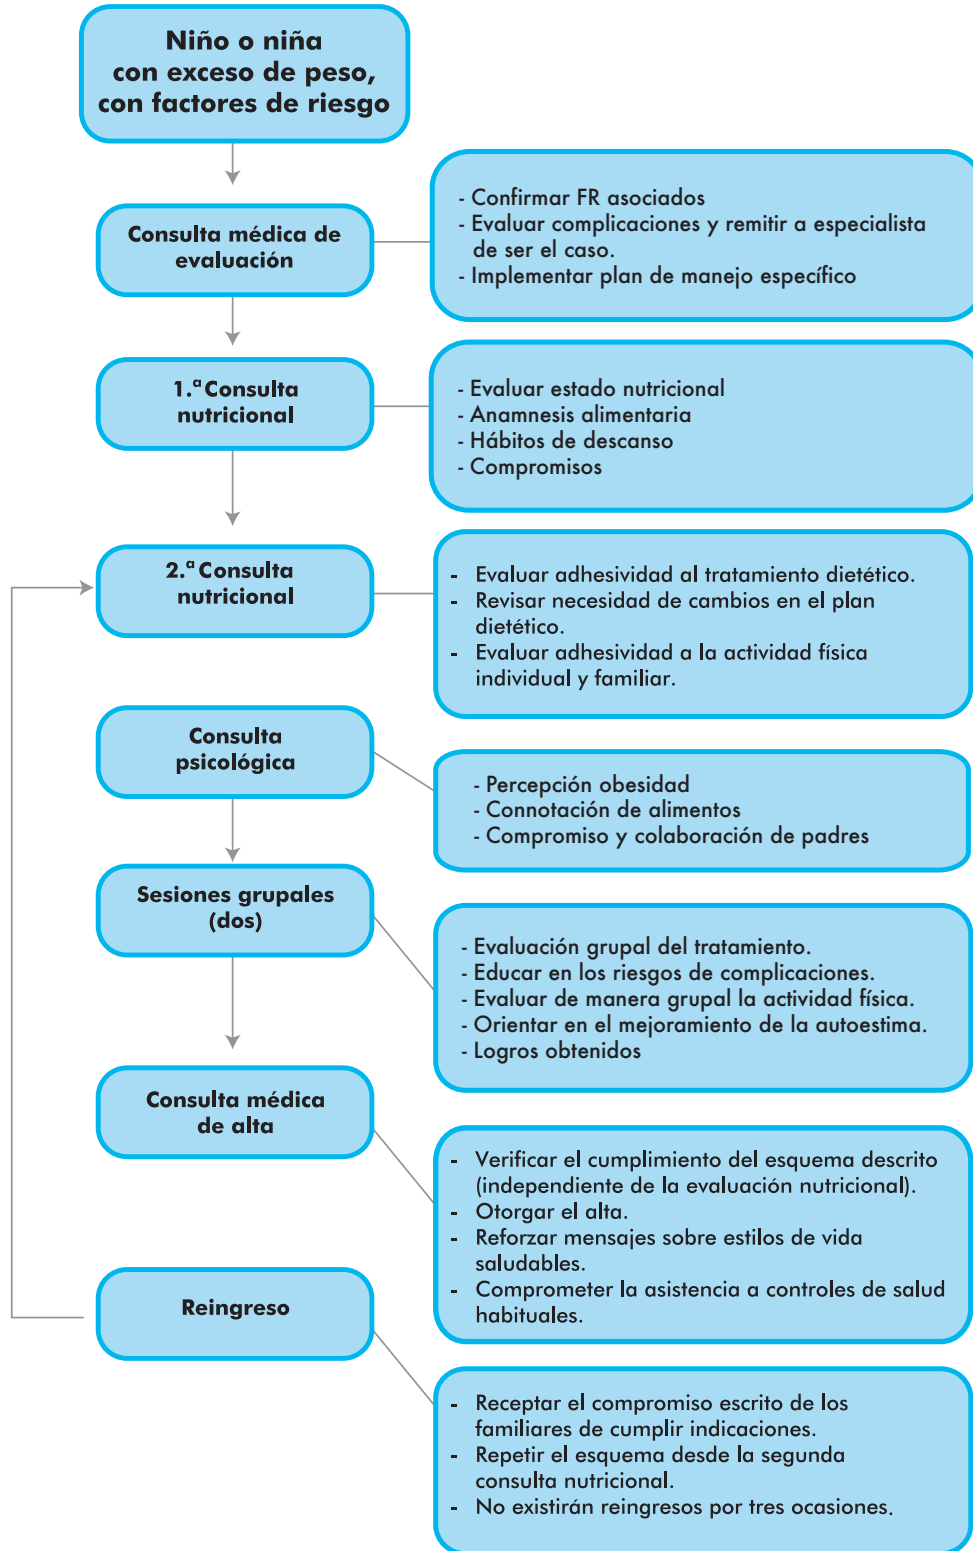 Niño o niña
con exceso de peso,
con factores de riesgo
Consulta médica de
evaluación
- Confirmar FR asociados
- Evaluar complicaciones y remitir a especialista
de ser el caso.
- Implementar plan de manejo específico
1.ª Consulta
nutricional
- Evaluar estado nutricional
- Anamnesis alimentaria
- Hábitos de descanso
- Compromisos
2.ª Consulta
nutricional
- Evaluar adhesividad al tratamiento dietético.
- Revisar necesidad de cambios en el plan
dietético.
- Evaluar adhesividad a la actividad física
individual y familiar.
Consulta
psicológica
- Percepción obesidad
- Connotación de alimentos
- Compromiso y colaboración de padres
Sesiones grupales
(dos)
- Evaluación grupal del tratamiento.
- Educar en los riesgos de complicaciones.
- Evaluar de manera grupal la actividad física.
- Orientar en el mejoramiento de la autoestima.
- Logros obtenidos
Consulta médica
de alta
- Verificar el cumplimiento del esquema descrito
(independiente de la evaluación nutricional).
- Otorgar el alta.
- Reforzar mensajes sobre estilos de vida
saludables.
- Comprometer la asistencia a controles de salud
habituales.
Reingreso
- Receptar el compromiso escrito de los
familiares de cumplir indicaciones.
- Repetir el esquema desde la segunda
consulta nutricional.
- No existirán reingresos por tres ocasiones.